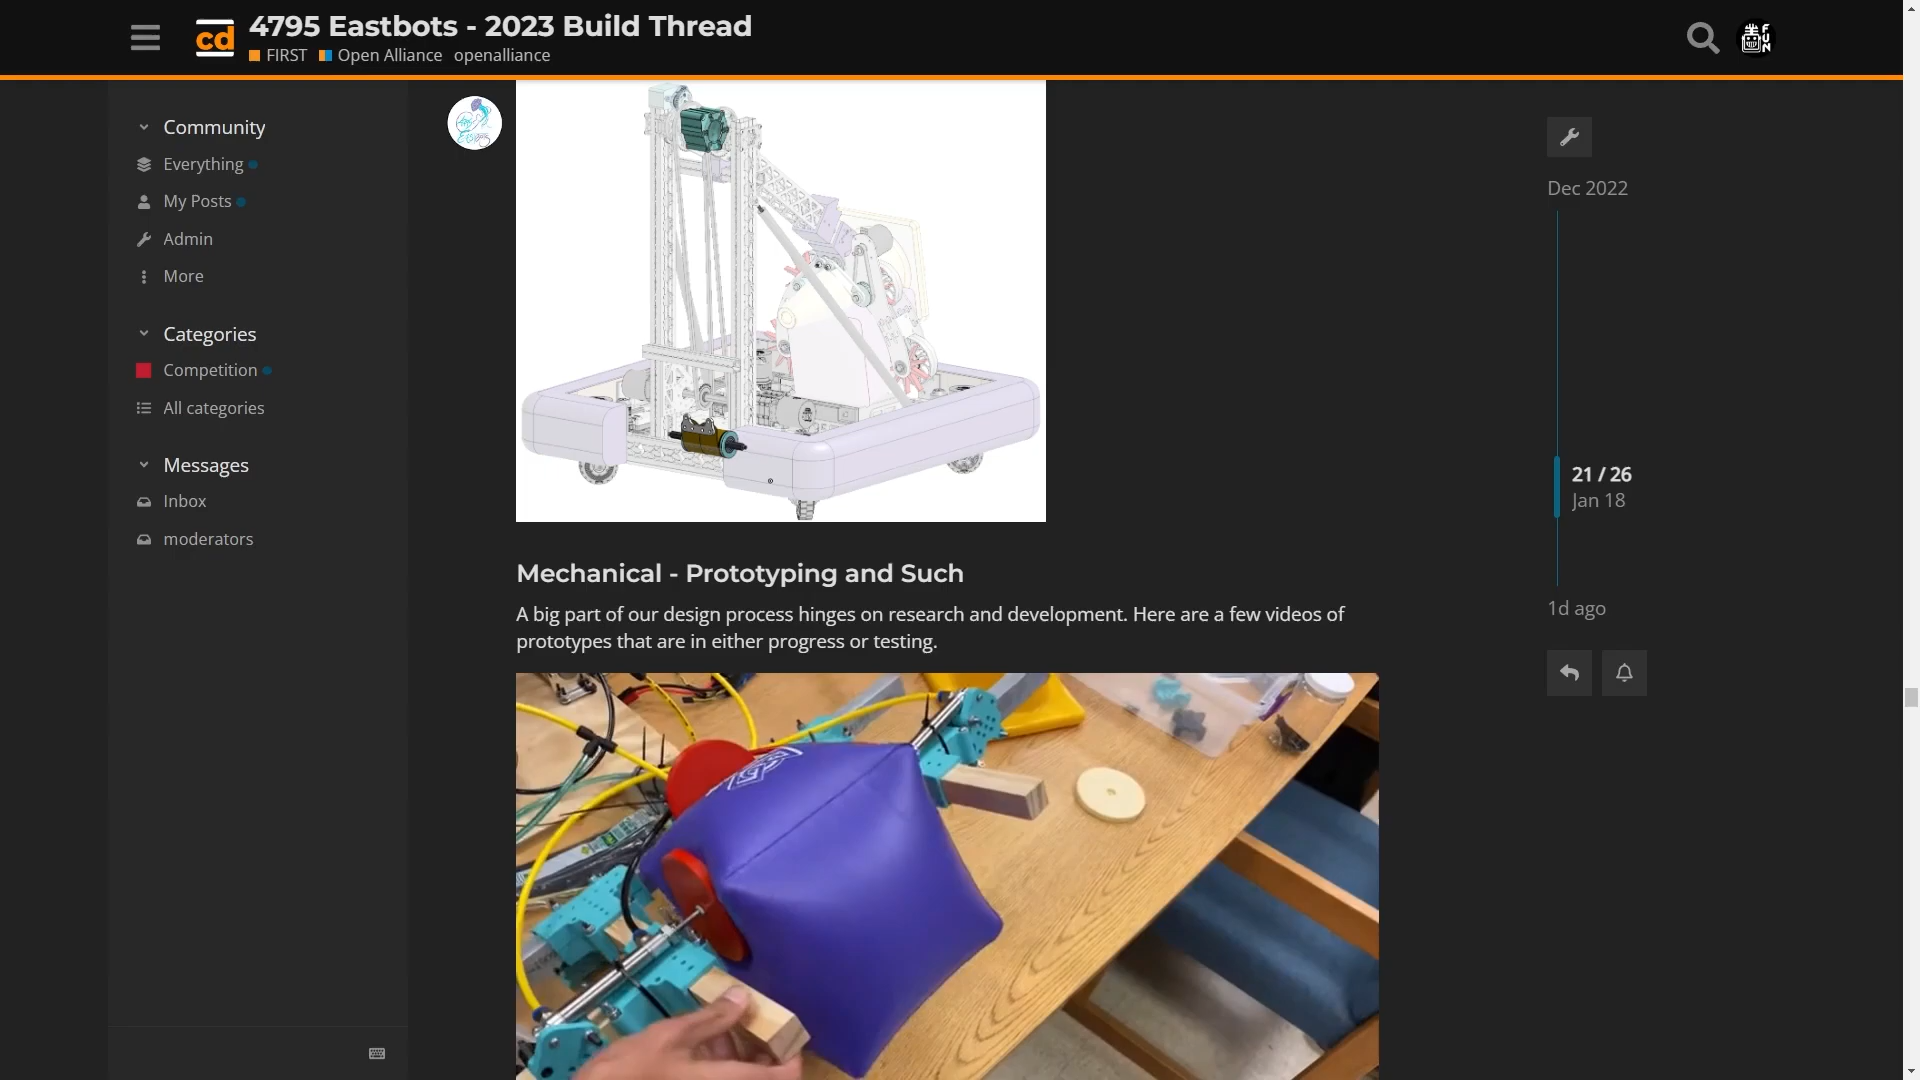 cd
4795 Eastbots - 2023 Build Thread
FIRST Open Alliance openalliance
FUN
Community
Everything
My Posts
Admin
More
Categories
Competition
All categories
Messages
Inbox
moderators
Mechanical - Prototyping and Such
A big part of our design process hinges on research and development. Here are a few videos of
prototypes that are in either progress or testing.
Dec 2022
21 / 26
Jan 18
1d ago